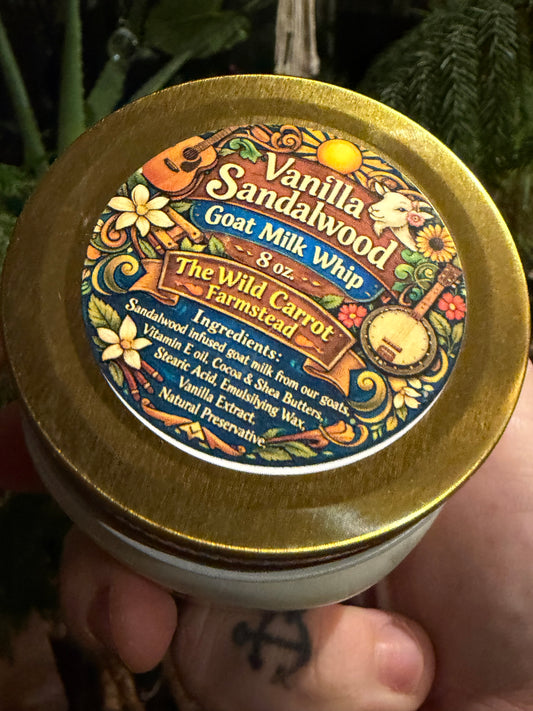 Vanilla
Sandalwood
Goat Milk Whip
8 oz.
The Wild Carrot
Farmstead
Ingredients:
Sandalwood infused goat milk from our goats,
Vitamin E oil, Cocoa & Shea Butters,
Stearic Acid, Emulsifying Wax,
Vanilla Extract,
Natural Preservative,